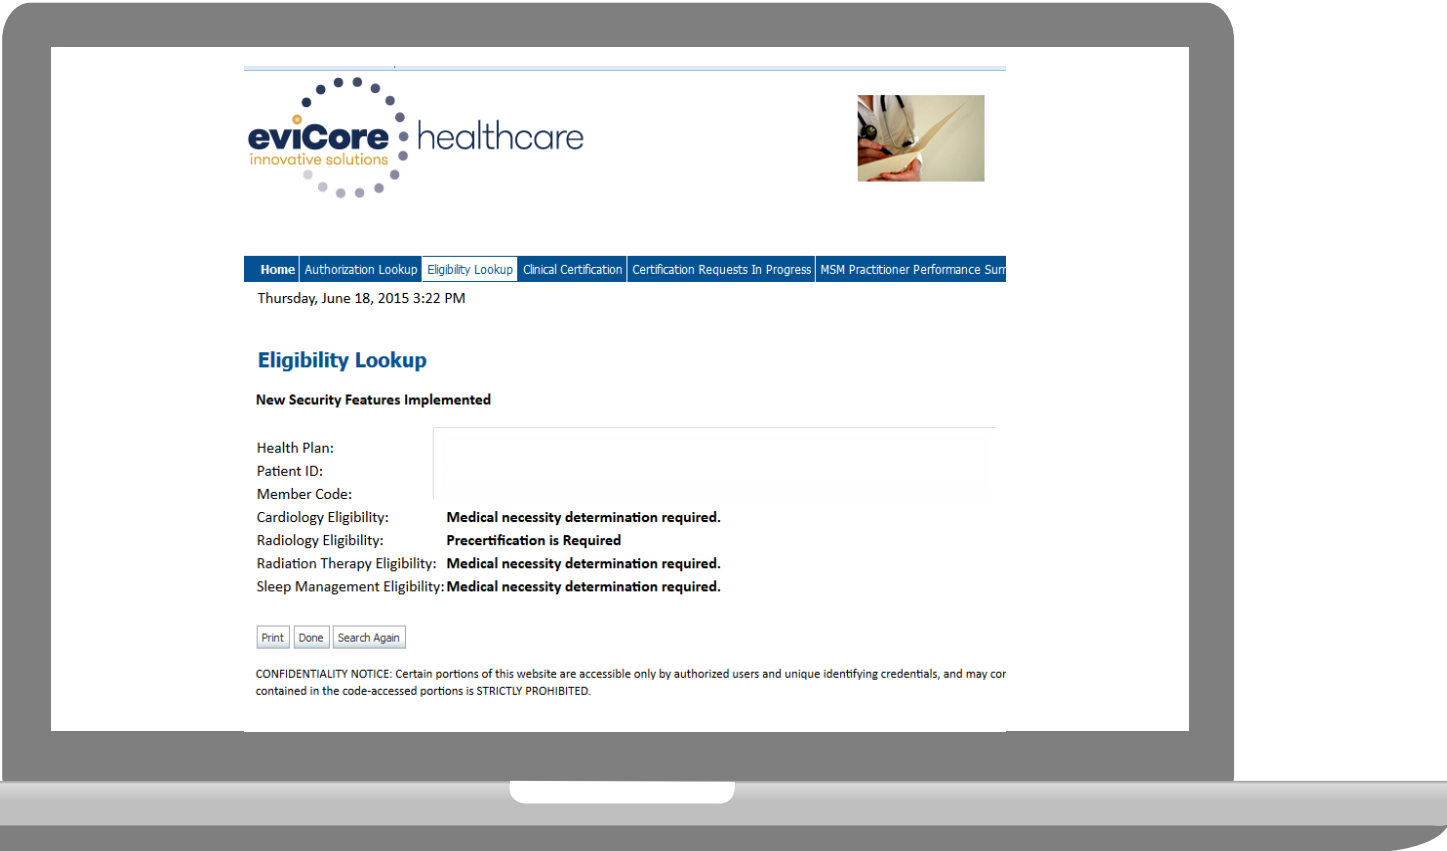 eviCore healthcare
innovative solutions
Home Authorization Lookup Eligibility Lookup Clinical Certification Certification Requests In Progress MSM Practitioner Performance Sum
Thursday, June 18, 2015 3:22 PM
Eligibility Lookup
New Security Features Implemented
Health Plan:
Patient ID:
Member Code:
Cardiology Eligibility: Medical necessity determination required.
Radiology Eligibility: Precertification is Required
Radiation Therapy Eligibility: Medical necessity determination required.
Sleep Management Eligibility: Medical necessity determination required.
Print Done Search Again
CONFIDENTIALITY NOTICE: Certain portions of this website are accessible only by authorized users and unique identifying credentials, and may cor
contained in the code-accessed portions is STRICTLY PROHIBITED.